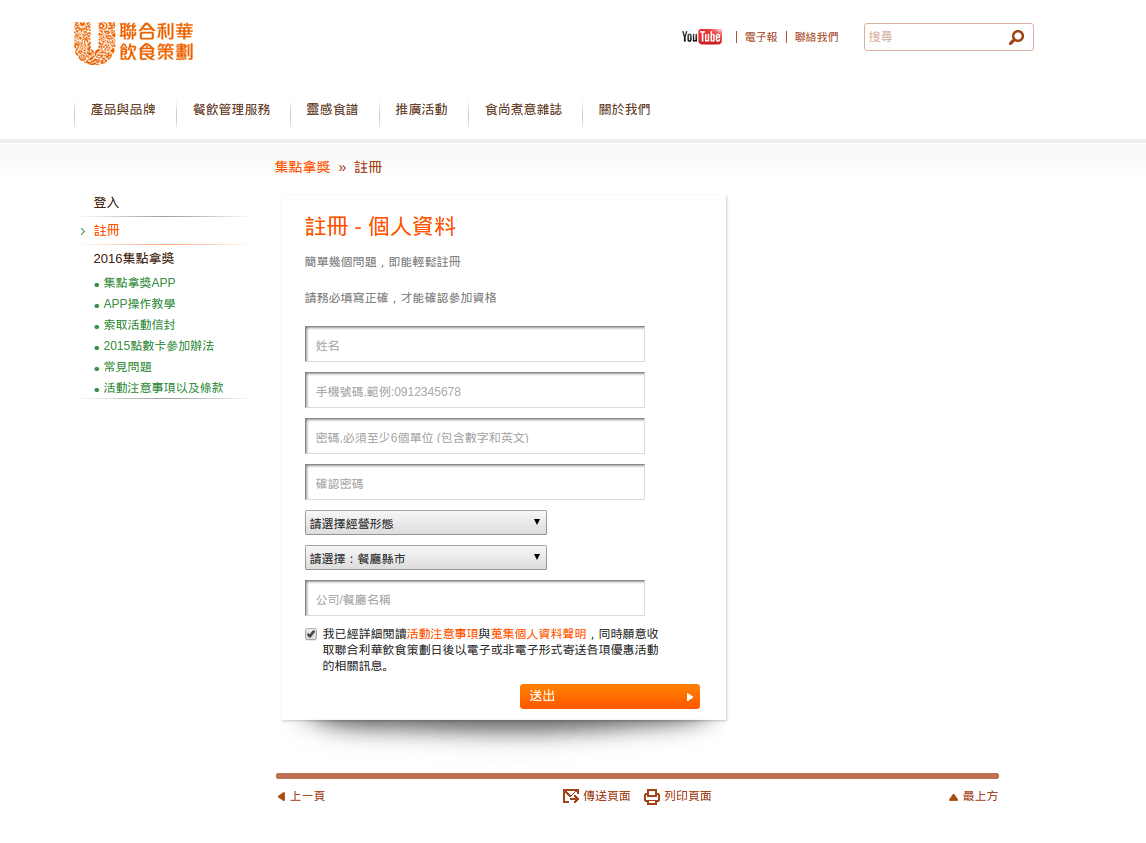 聯合利華
飲食策劃
YouTube
電子報
聯絡我們
搜尋
產品與品牌
餐飲管理服務
靈感食譜
推廣活動
食尚煮意雜誌
關於我們
集點拿獎 » 註冊
登入
註冊
2016集點拿獎
集點拿獎APP
APP操作教學
索取活動信封
2015點數卡參加辦法
常見問題
活動注意事項以及條款
註冊 - 個人資料
簡單幾個問題，即能輕鬆註冊
請務必填寫正確，才能確認參加資格
姓名
手機號碼,範例:0912345678
密碼,必須至少6個單位 (包含數字和英文)
確認密碼
請選擇經營形態
請選擇：餐廳縣市
公司/餐廳名稱
我已經詳細閱讀活動注意事項與蒐集個人資料聲明，同時願意收
取聯合利華飲食策劃日後以電子或非電子形式寄送各項優惠活動
的相關訊息。
送出
上一頁
傳送頁面
列印頁面
最上方